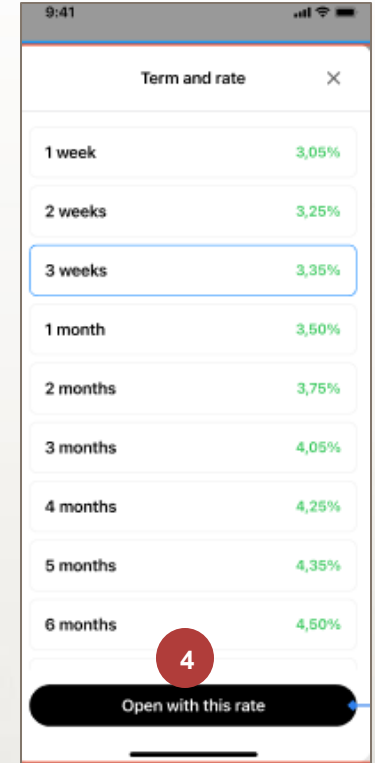 9:41
Term and rate
1 week 3,05%
2 weeks 3,25%
3 weeks 3,35%
1 month 3,50%
2 months 3,75%
3 months 4,05%
4 months 4,25%
5 months 4,35%
6 months 4,50%
4
Open with this rate